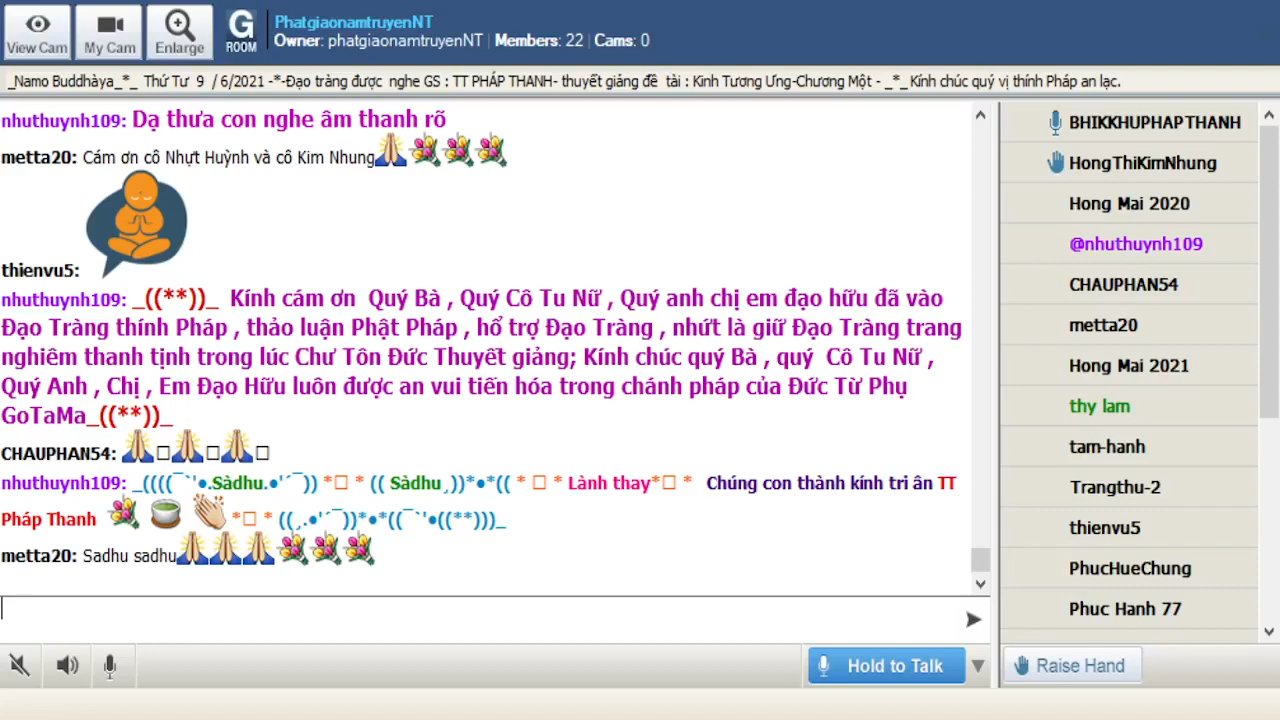 View Cam
My Cam
Enlarge
G
ROOM
PhatgiaonamtruyenNT
Owner: phatgiaonamtruyenNT | Members: 22 | Cams: 0
_Namo Buddhàya_*_ Thứ Tư 9 / 6/2021 -*-Đạo tràng được nghe GS : TT PHÁP THANH- thuyết giảng đề tài : Kinh Tương Ưng-Chương Một - _*_Kính chúc quý vị thính Pháp an lạc.
nhuthuynh109: Dạ thưa con nghe âm thanh rõ
metta20: Cám ơn cô Nhựt Huỳnh và cô Kim Nhung🙏💐💐💐
thienvu5:
nhuthuynh109: _((**))_ Kính cám ơn Quý Bà , Quý Cô Tu Nữ , Quý anh chị em đạo hữu đã vào
Đạo Tràng thính Pháp , thảo luận Phật Pháp , hổ trợ Đạo Tràng , nhứt là giữ Đạo Tràng trang
nghiêm thanh tịnh trong lúc Chư Tôn Đức Thuyết giảng; Kính chúc quý Bà , quý Cô Tu Nữ ,
Quý Anh , Chị , Em Đạo Hữu luôn được an vui tiến hóa trong chánh pháp của Đức Từ Phụ
GoTaMa_((**))_
CHAUPHAN54: 🙏□🙏□🙏□
nhuthuynh109: _((((¯`'●.Sàdhu.●'´¯)) *□ * (( Sàdhu¸))*●*(( * □ * Lành thay*□ * Chúng con thành kính tri ân TT
Pháp Thanh 💐🍵👏 *□ * ((¸.●'´¯))*●*((¯`'●((**)))_
metta20: Sadhu sadhu🙏🙏🙏💐💐💐
Hold to Talk
BHIKKHUPHAPTHANH
HongThiKimNhung
Hong Mai 2020
@nhuthuynh109
CHAUPHAN54
metta20
Hong Mai 2021
thy lam
tam-hanh
Trangthu-2
thienvu5
PhucHueChung
Phuc Hanh 77
Raise Hand